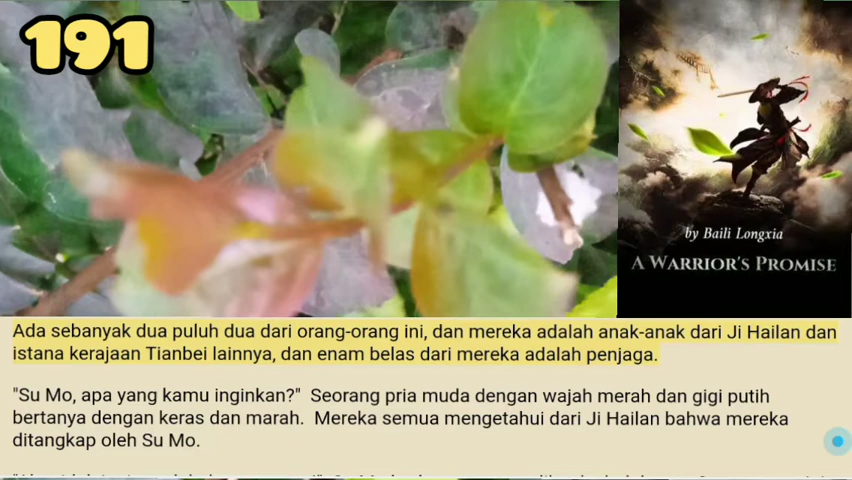 191
by Baili Longxia
A WARRIOR'S PROMISE
Ada sebanyak dua puluh dua dari orang-orang ini, dan mereka adalah anak-anak dari Ji Hailan dan
istana kerajaan Tianbei lainnya, dan enam belas dari mereka adalah penjaga.
"Su Mo, apa yang kamu inginkan?" Seorang pria muda dengan wajah merah dan gigi putih
bertanya dengan keras dan marah. Mereka semua mengetahui dari Ji Hailan bahwa mereka
ditangkap oleh Su Mo.